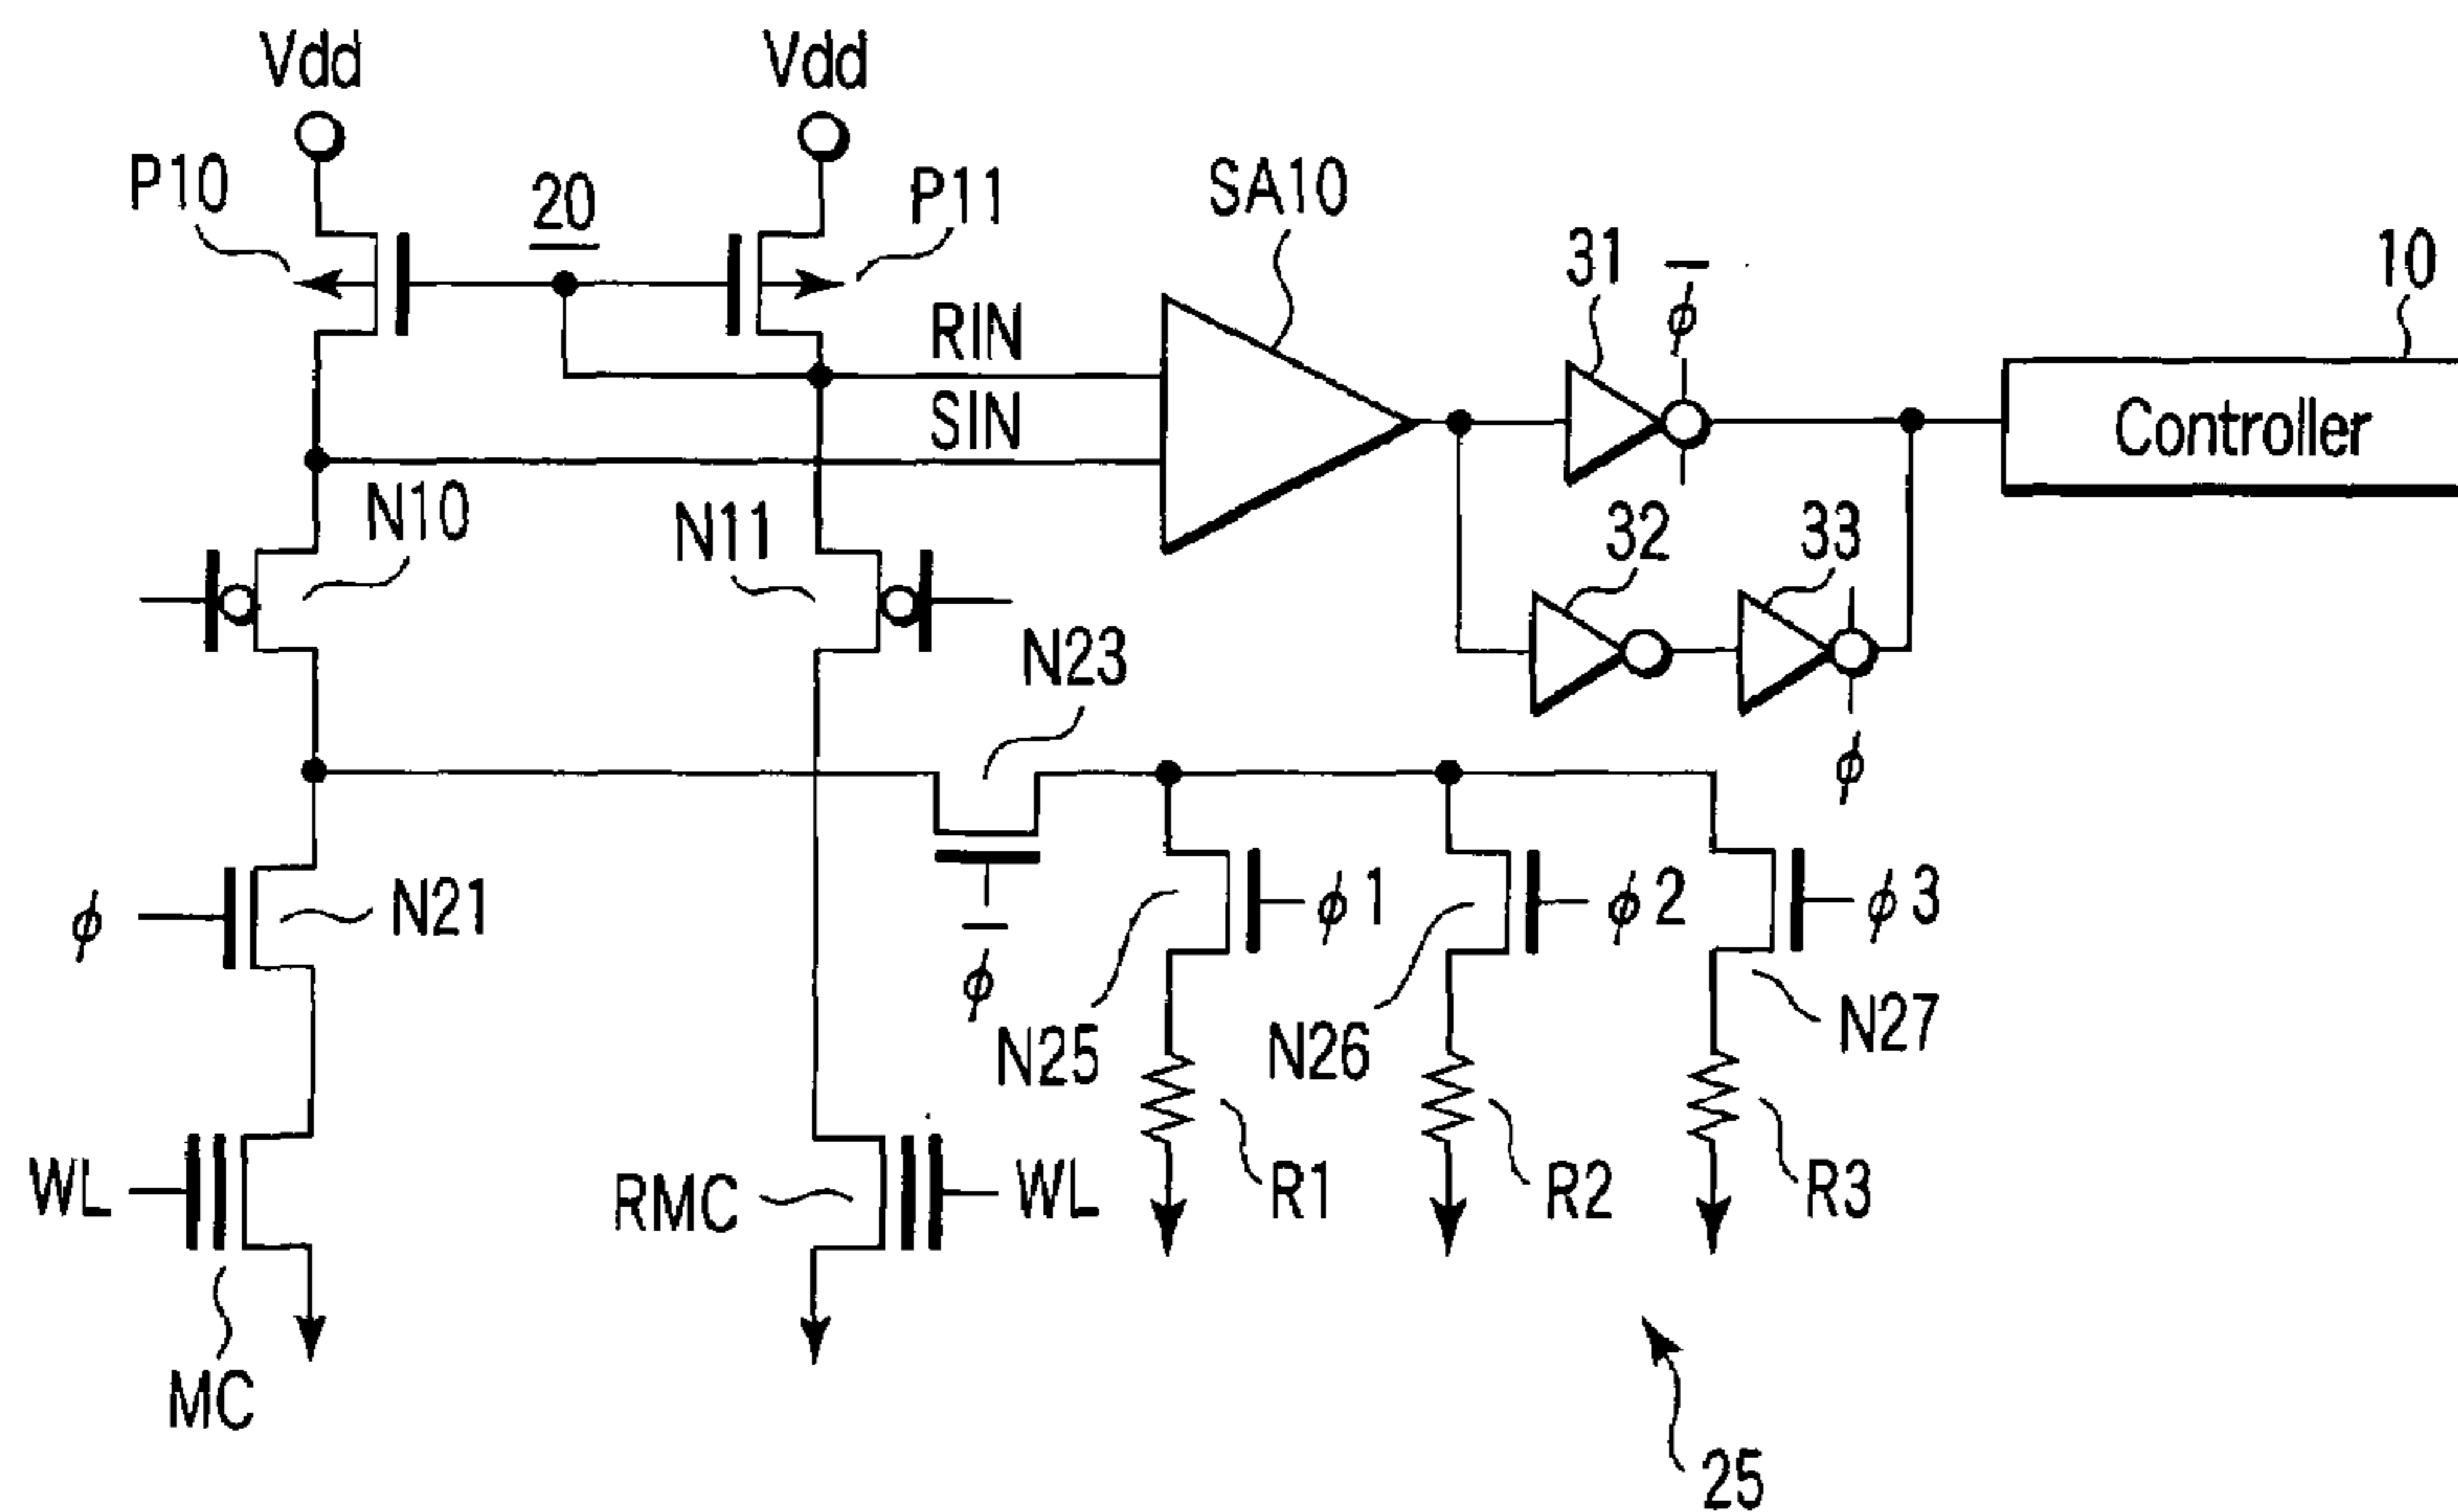 Vdd Vdd
P10 20 P11 SA10
31 φ̄ 10
RIN
SIN Controller
N10 N11 32 33
N23
φ
φ N21 φ1 φ2 φ3
φ̄
N25 N26 N27
WL RMC WL R1 R2 R3
MC
25